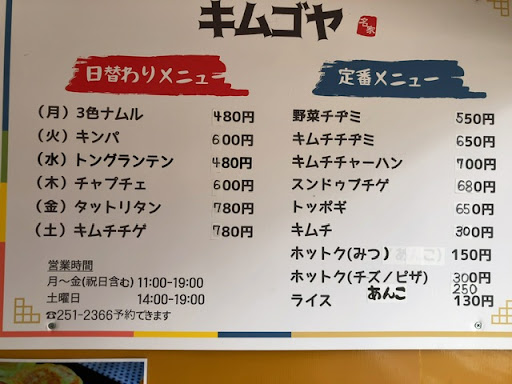 キムゴヤ 名家
日替わりメニュー
(月) 3色ナムル 480円
(火) キンパ 600円
(水) トングランテン 480円
(木) チャプチェ 600円
(金) タットリタン 780円
(土) キムチチゲ 780円
営業時間
月〜金(祝日含む) 11:00-19:00
土曜日 14:00-19:00
☎251-2366予約できます
定番メニュー
野菜チヂミ 550円
キムチチヂミ 650円
キムチチャーハン 700円
スンドゥブチゲ 680円
トッポギ 650円
キムチ 300円
ホットク(みつ) あんこ) 150円
ホットク(チズ/ピザ) 300円
あんこ 250
ライス 130円